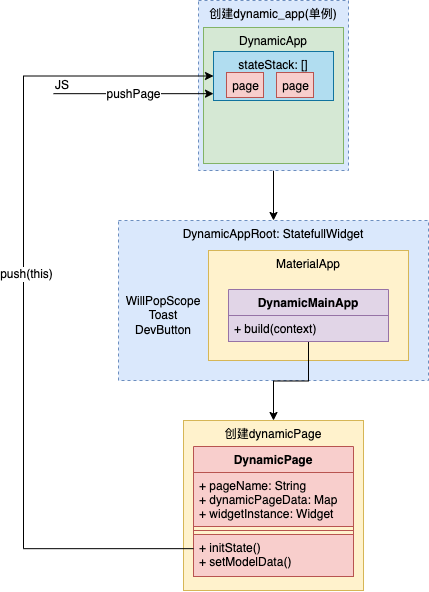 创建dynamic_app(单例)
DynamicApp
stateStack: []
page
page
JS
pushPage
DynamicAppRoot: StatefullWidget
MaterialApp
WillPopScope
Toast
DevButton
DynamicMainApp
+ build(context)
push(this)
创建dynamicPage
DynamicPage
+ pageName: String
+ dynamicPageData: Map
+ widgetInstance: Widget
+ initState()
+ setModelData()